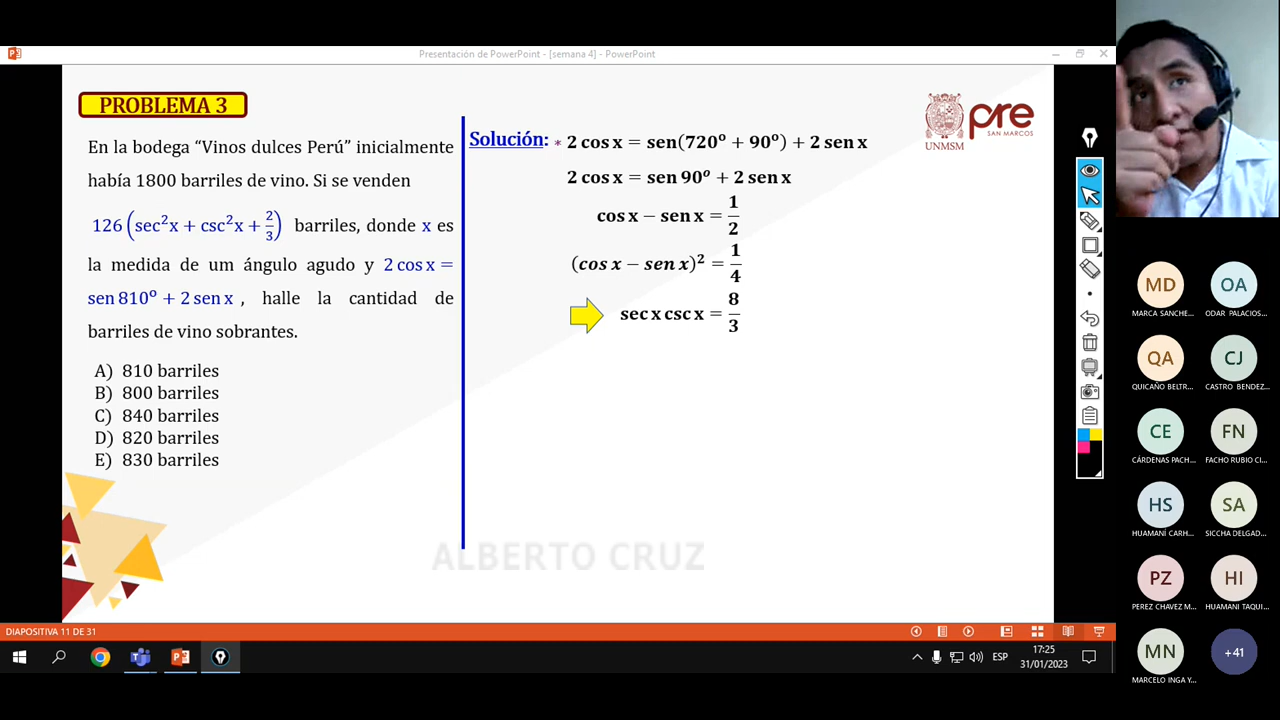 Presentación de PowerPoint - [semana 4] - PowerPoint
PROBLEMA 3
En la bodega “Vinos dulces Perú” inicialmente
había 1800 barriles de vino. Si se venden
126 (sec²x + csc²x + 2/3) barriles, donde x es
la medida de um ángulo agudo y 2 cos x =
sen 810º + 2 sen x , halle la cantidad de
barriles de vino sobrantes.
A) 810 barriles
B) 800 barriles
C) 840 barriles
D) 820 barriles
E) 830 barriles
Solución: * 2 cos x = sen(720º + 90º) + 2 sen x
2 cos x = sen 90º + 2 sen x
cos x − sen x = 1/2
(cos x − sen x)² = 1/4
sec x csc x = 8/3
UNMSM
pre
SAN MARCOS
ALBERTO CRUZ
DIAPOSITIVA 11 DE 31
ESP
17:25
31/01/2023
MD
MARCA SANCHE...
OA
ODAR PALACIOS...
QA
QUICAÑO BELTR...
CJ
CASTRO BENDEZ...
CE
CÁRDENAS PACH...
FN
FACHO RUBIO CI...
HS
HUAMANÍ CARH...
SA
SICCHA DELGAD...
PZ
PEREZ CHAVEZ M...
HI
HUAMANI TAQUI...
MN
MARCELO INGA Y...
+41